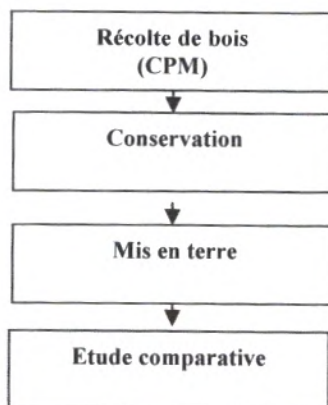 Récolte de bois
(CPM)
Conservation
Mis en terre
Etude comparative